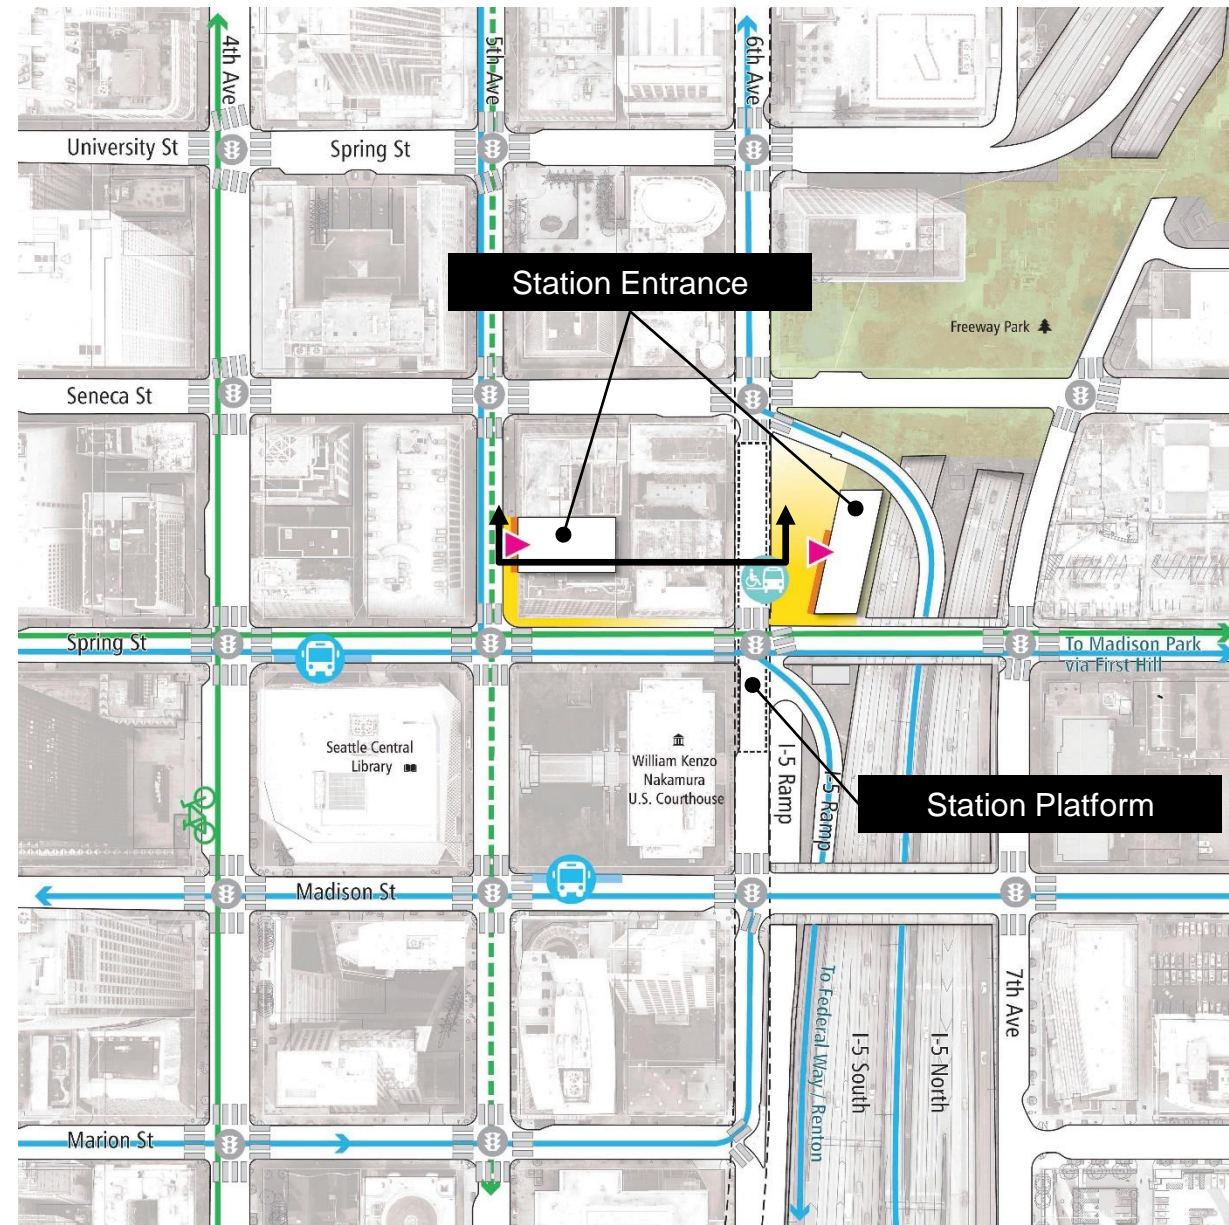 4th Ave
5th Ave
6th Ave
University St
Spring St
Station Entrance
Freeway Park
Seneca St
Spring St
To Madison Park
via First Hill
Seattle Central
Library
William Kenzo
Nakamura
U.S. Courthouse
I-5 Ramp
I-5 Ramp
Station Platform
Madison St
7th Ave
To Federal Way / Renton
I-5 South
I-5 North
Marion St